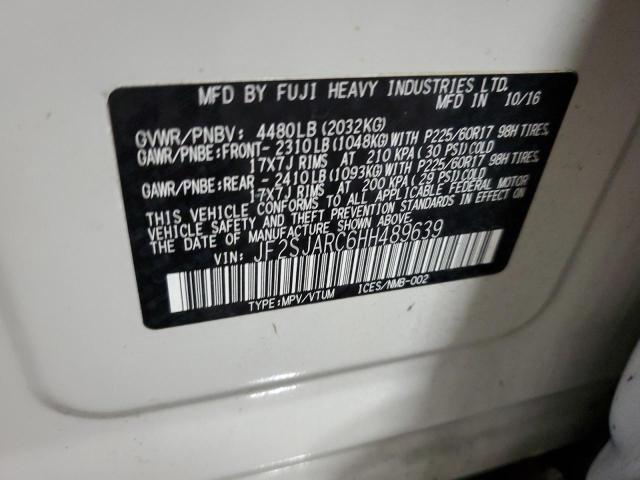 MFD BY FUJI HEAVY INDUSTRIES LTD.
MFD IN 10/16
GVWR/PNBV: 4480LB(2032KG)
GAWR/PNBE:FRONT- 2310LB(1048KG)WITH P225/60R17 98H TIRES,
17X7J RIMS AT 210 KPA(30 PSI)COLD
GAWR/PNBE:REAR - 2410LB(1093KG)WITH P225/60R17 98H TIRES,
17X7J RIMS AT 200 KPA(29 PSI)COLD
THIS VEHICLE CONFORMS TO ALL APPLICABLE FEDERAL MOTOR
VEHICLE SAFETY AND THEFT PREVENTION STANDARDS IN EFFECT ON
THE DATE OF MANUFACTURE SHOWN ABOVE.
VIN: JF2SJARC6HH489639
TYPE:MPV/VTUM ICES/NMB-002